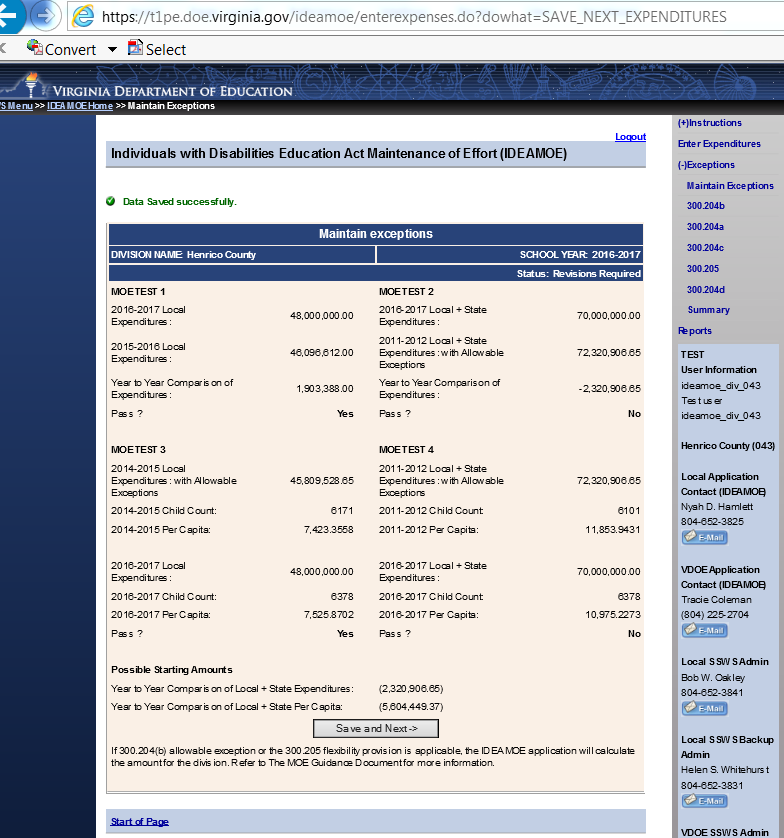 https://t1pe.doe.virginia.gov/ideamoe/enterexpenses.do?dowhat=SAVE_NEXT_EXPENDITURES
Convert Select
VIRGINIA DEPARTMENT OF EDUCATION
'S Menu >> IDEA MOE Home >> Maintain Exceptions
Logout
Individuals with Disabilities Education Act Maintenance of Effort (IDEAMOE)
Data Saved successfully.
Maintain exceptions
DIVISION NAME: Henrico County SCHOOL YEAR: 2016-2017
Status: Revisions Required
MOE TEST 1
2016-2017 Local
Expenditures : 48,000,000.00
2015-2016 Local
Expenditures : 46,096,612.00
Year to Year Comparison of
Expenditures : 1,903,388.00
Pass ? Yes
MOE TEST 2
2016-2017 Local + State
Expenditures : 70,000,000.00
2011-2012 Local + State
Expenditures : with Allowable
Exceptions 72,320,906.65
Year to Year Comparison of
Expenditures : -2,320,906.65
Pass ? No
MOE TEST 3
2014-2015 Local
Expenditures : with Allowable
Exceptions 45,809,528.65
2014-2015 Child Count: 6171
2014-2015 Per Capita: 7,423.3558
2016-2017 Local
Expenditures : 48,000,000.00
2016-2017 Child Count: 6378
2016-2017 Per Capita: 7,525.8702
Pass ? Yes
MOE TEST 4
2011-2012 Local + State
Expenditures : with Allowable
Exceptions 72,320,906.65
2011-2012 Child Count: 6101
2011-2012 Per Capita: 11,853.9431
2016-2017 Local + State
Expenditures : 70,000,000.00
2016-2017 Child Count: 6378
2016-2017 Per Capita: 10,975.2273
Pass ? No
Possible Starting Amounts
Year to Year Comparison of Local + State Expenditures: (2,320,906.65)
Year to Year Comparison of Local + State Per Capita: (5,604,449.37)
Save and Next->
If 300.204(b) allowable exception or the 300.205 flexibility provision is applicable, the IDEA MOE application will calculate
the amount for the division. Refer to The MOE Guidance Document for more information.
Start of Page
(+)Instructions
Enter Expenditures
(-)Exceptions
Maintain Exceptions
300.204b
300.204a
300.204c
300.205
300.204d
Summary
Reports
TEST
User Information
ideamoe_div_043
Test user
ideamoe_div_043
Henrico County (043)
Local Application
Contact (IDEAMOE)
Nyah D. Hamlett
804-652-3825
E-Mail
VDOE Application
Contact (IDEAMOE)
Tracie Coleman
(804) 225-2704
E-Mail
Local SSWS Admin
Bob W. Oakley
804-652-3841
E-Mail
Local SSWS Backup
Admin
Helen S. Whitehurst
804-652-3831
E-Mail
VDOE SSWS Admin